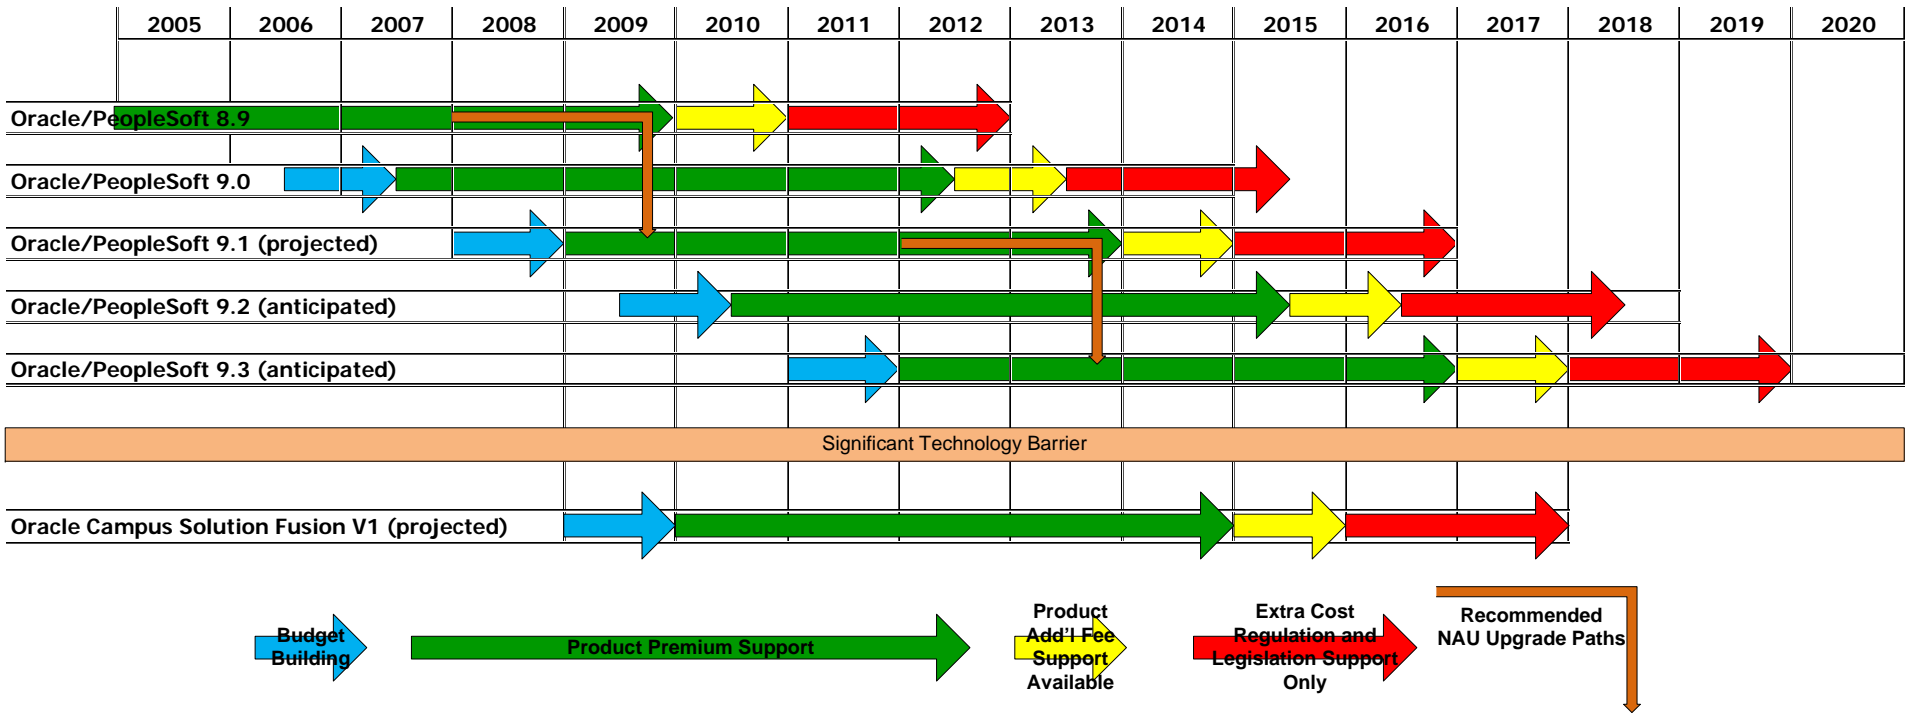 2005 2006 2007 2008 2009 2010 2011 2012 2013 2014 2015 2016 2017 2018 2019 2020
Oracle/PeopleSoft 8.9
Oracle/PeopleSoft 9.0
Oracle/PeopleSoft 9.1 (projected)
Oracle/PeopleSoft 9.2 (anticipated)
Oracle/PeopleSoft 9.3 (anticipated)
Significant Technology Barrier
Oracle Campus Solution Fusion V1 (projected)
Budget
Building
Product Premium Support
Product
Add'l Fee
Support
Available
Extra Cost
Regulation and
Legislation Support
Only
Recommended
NAU Upgrade Paths